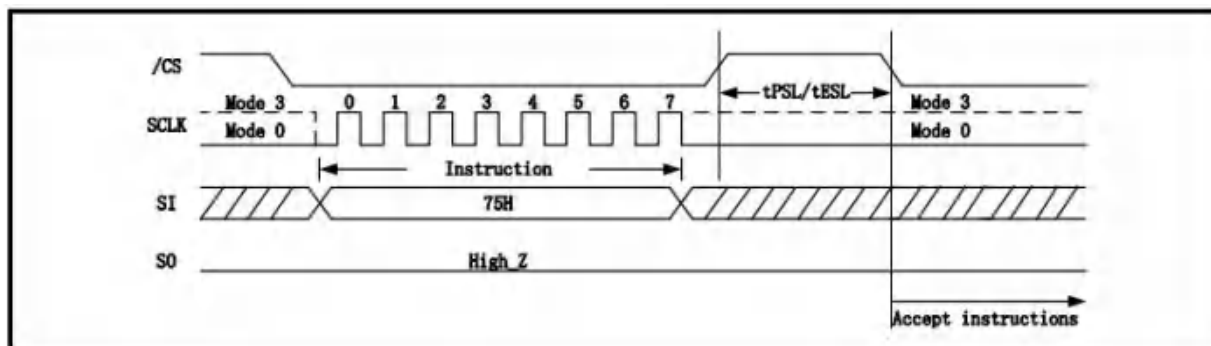 /CS
tPSL/tESL
Mode 3 0 1 2 3 4 5 6 7 Mode 3
SCLK
Mode 0 Mode 0
Instruction
SI 75H
SO High_Z
Accept instructions